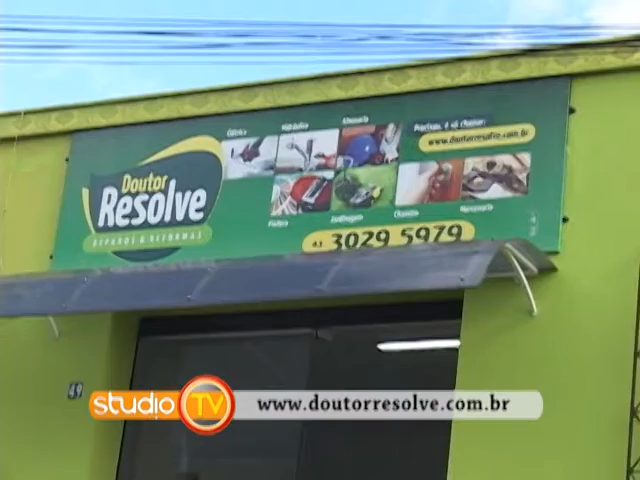 Elétrica
Hidráulica
Alvenaria
Precisou, é só chamar:
www.doutorresolve.com.br
Doutor
Resolve
REPAROS & REFORMAS
Pintura
Jardinagem
Chaveiro
Marcenaria
41 3029 5979
49
studio TV
www.doutorresolve.com.br